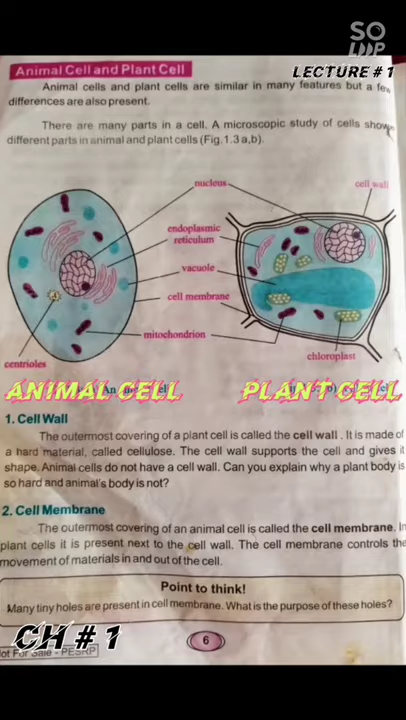 SO
LOOP
LECTURE # 1
Animal Cell and Plant Cell
Animal cells and plant cells are similar in many features but a few
differences are also present.
There are many parts in a cell. A microscopic study of cells show
different parts in animal and plant cells (Fig.1.3 a,b).
nucleus
cell wall
endoplasmic
reticulum
vacuole
cell membrane
mitochondrion
centrioles
chloroplast
ANIMAL CELL
PLANT CELL
1. Cell Wall
The outermost covering of a plant cell is called the cell wall . It is made of
a hard material, called cellulose. The cell wall supports the cell and gives it
shape. Animal cells do not have a cell wall. Can you explain why a plant body is
so hard and animal's body is not?
2. Cell Membrane
The outermost covering of an animal cell is called the cell membrane. In
plant cells it is present next to the cell wall. The cell membrane controls the
movement of materials in and out of the cell.
Point to think!
Many tiny holes are present in cell membrane. What is the purpose of these holes?
CH # 1
6
Not For Sale - PESRP